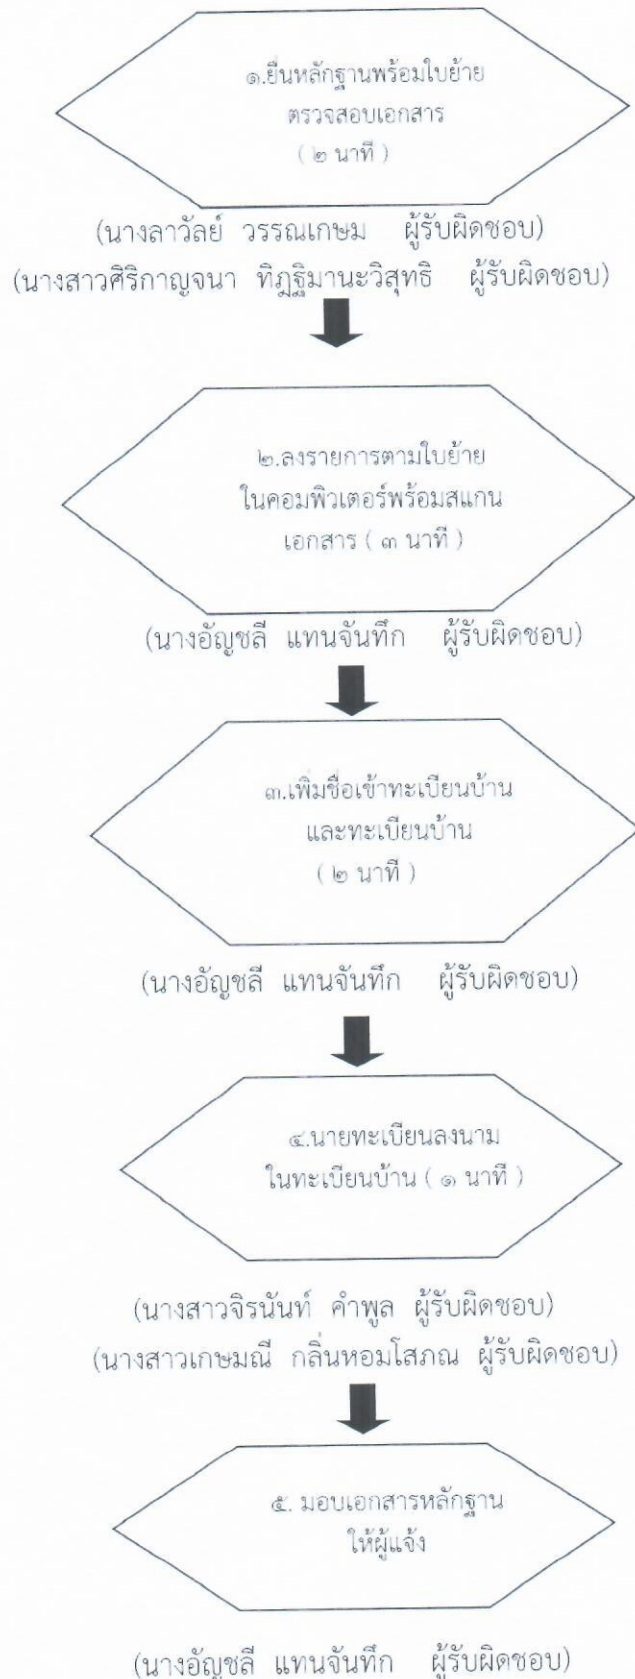 ๑.ยื่นหลักฐานพร้อมใบย้าย
ตรวจสอบเอกสาร
( ๒ นาที )
(นางลาวัลย์ วรรณเกษม ผู้รับผิดชอบ)
(นางสาวศิริกาญจนา ทิฏฐิมานะวิสุทธิ ผู้รับผิดชอบ)
๒.ลงรายการตามใบย้าย
ในคอมพิวเตอร์พร้อมสแกน
เอกสาร ( ๓ นาที )
(นางอัญชลี แทนจันทึก ผู้รับผิดชอบ)
๓.เพิ่มชื่อเข้าทะเบียนบ้าน
และทะเบียนบ้าน
( ๒ นาที )
(นางอัญชลี แทนจันทึก ผู้รับผิดชอบ)
๔.นายทะเบียนลงนาม
ในทะเบียนบ้าน ( ๑ นาที )
(นางสาวจิรนันท์ คำพูล ผู้รับผิดชอบ)
(นางสาวเกษมณี กลิ่นหอมโสภณ ผู้รับผิดชอบ)
๕. มอบเอกสารหลักฐาน
ให้ผู้แจ้ง
(นางอัญชลี แทนจันทึก ผู้รับผิดชอบ)